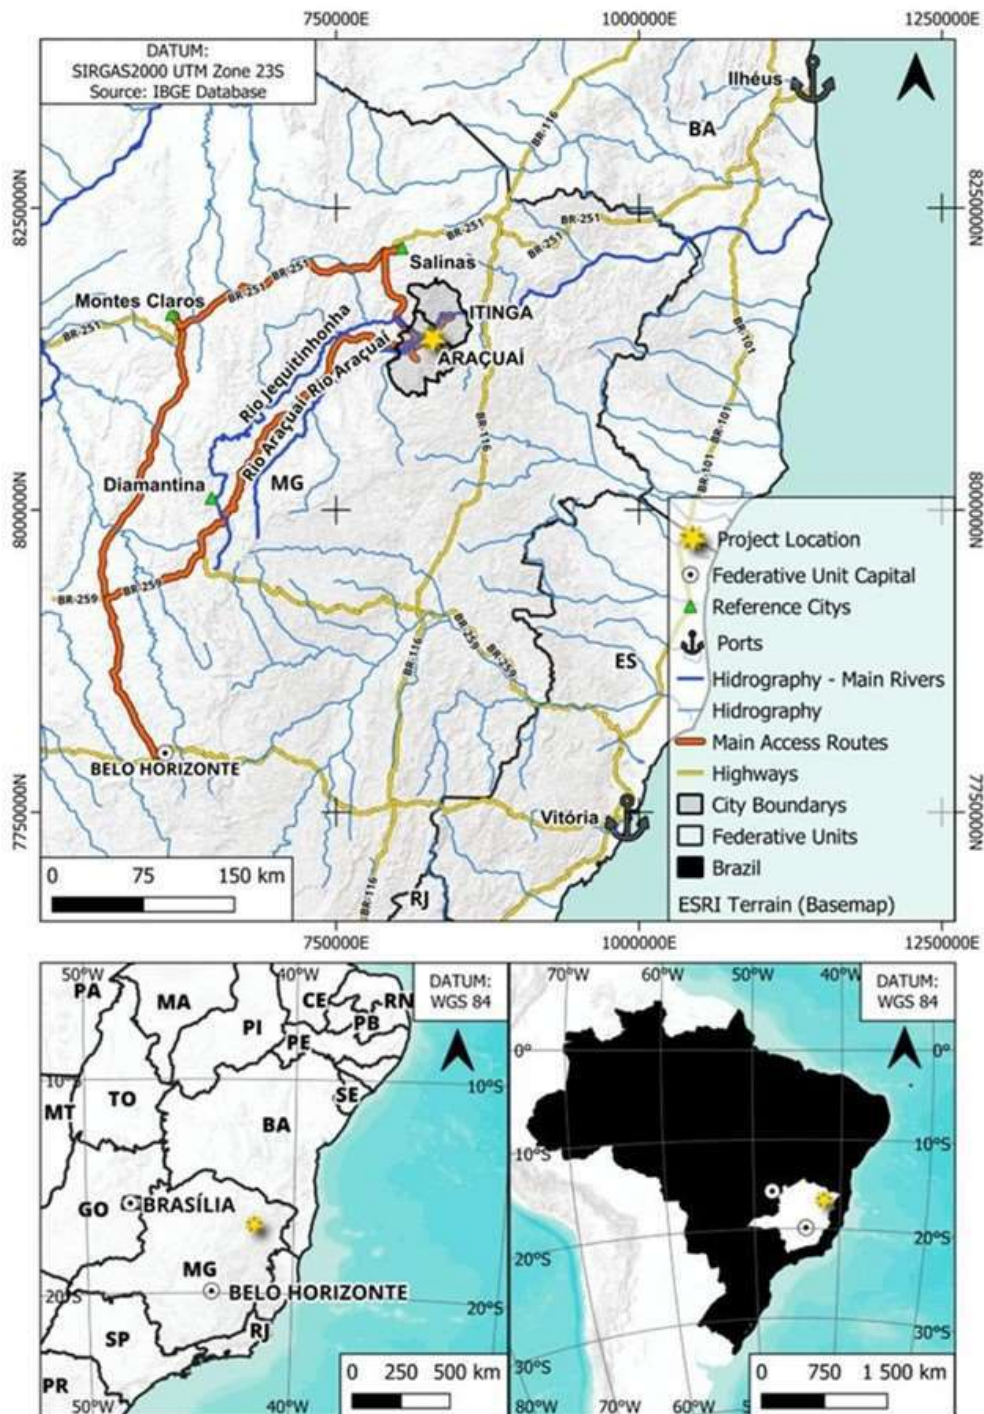 750000E
1000000E
1250000E
DATUM:
SIRGAS2000 UTM Zone 23S
Source: IBGE Database
Ilhéus
BA
BR-116
8250000N
8250000N
BR-251
BR-251
BR-251
BR-251
Salinas
Montes Claros
BR-251
ITINGA
ARAÇUAÍ
Rio Jequitinhonha
Rio Araçuaí
Rio Araçuaí
BR-101
BR-101
BR-101
BR-116
Diamantina
MG
8000000N
8000000N
Project Location
Federative Unit Capital
Reference Citys
Ports
Hidrography - Main Rivers
Hidrography
Main Access Routes
Highways
City Boundarys
Federative Units
Brazil
ESRI Terrain (Basemap)
BR-259
BR-259
BR-259
BR-259
BR-116
ES
BELO HORIZONTE
Vitória
7750000N
7750000N
0 75 150 km
BR-116
RJ
750000E
1000000E
1250000E
50°W
40°W
DATUM:
WGS 84
PA
MA
CE
RN
PI
PB
PE
10°S
10°S
MT
TO
SE
BA
GO
BRASÍLIA
MG
BELO HORIZONTE
20°S
20°S
SP
RJ
PR
0 250 500 km
50°W
40°W
70°W
60°W
50°W
40°W
DATUM:
WGS 84
0°
0°
10°S
10°S
20°S
20°S
30°S
30°S
0 750 1 500 km
80°W
70°W
60°W
50°W
40°W